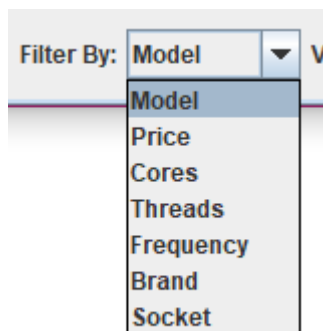 Filter By: Model V
Model
Price
Cores
Threads
Frequency
Brand
Socket